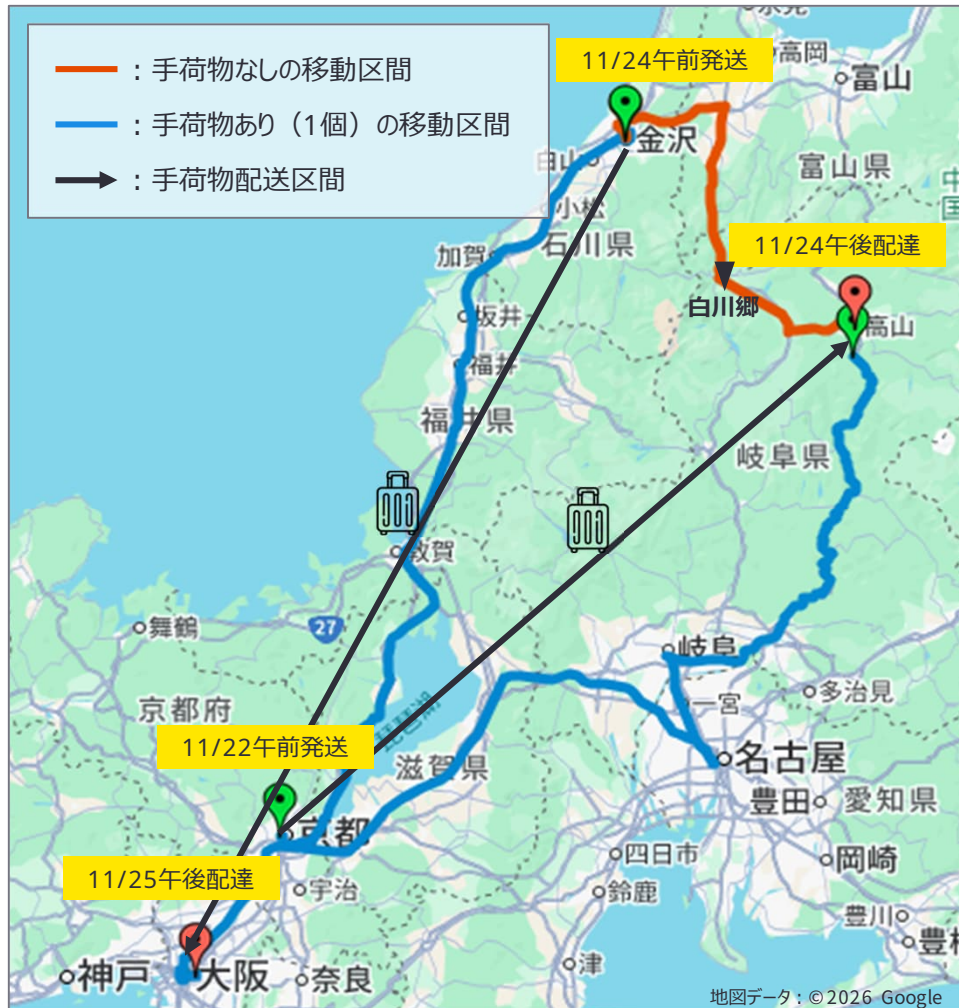 ：手荷物なしの移動区間
：手荷物あり（1個）の移動区間
：手荷物配送区間
11/24午前発送
高岡
富山
金沢
白山
富山県
小松
石川県
11/24午後配達
加賀
白川郷
坂井
高山
福井
福井県
岐阜県
敦賀
舞鶴
27
岐阜
京都府
琵琶湖
一宮
多治見
11/22午前発送
滋賀県
名古屋
豊田
愛知県
京都
四日市
岡崎
11/25午後配達
宇治
鈴鹿
豊川
豊橋
神戸
大阪
奈良
津
地図データ：©2026 Google